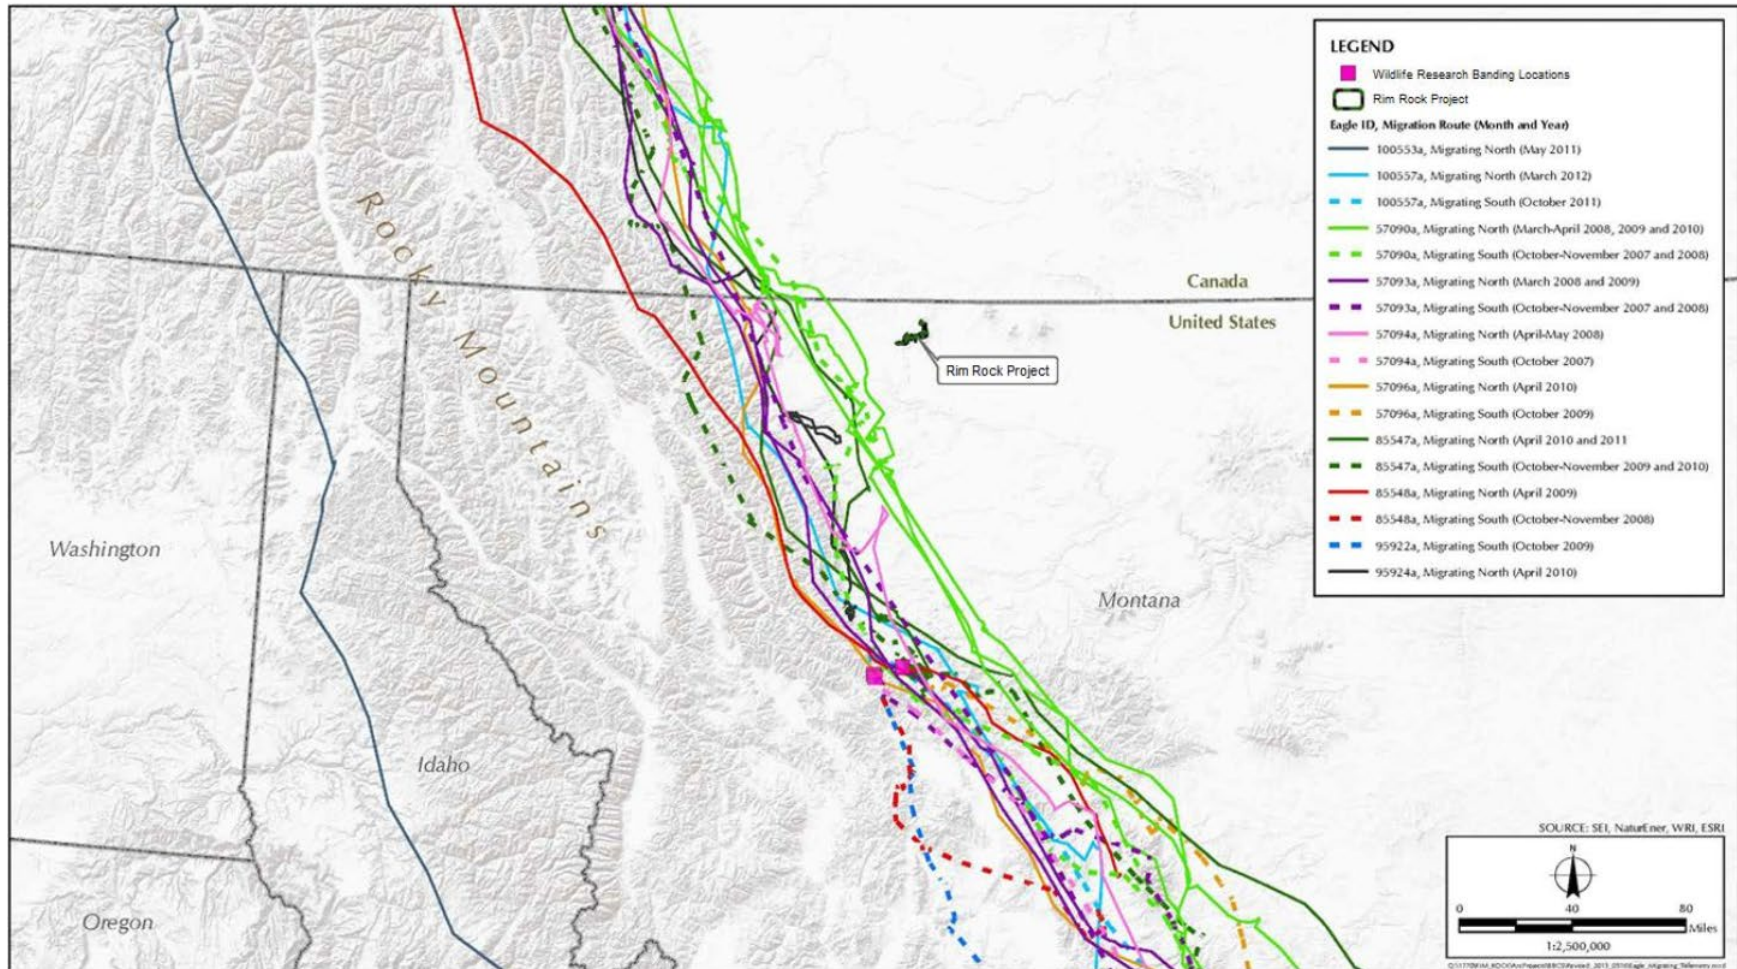 LEGEND
Wildlife Research Banding Locations
Rim Rock Project
Eagle ID, Migration Route (Month and Year)
100553a, Migrating North (May 2011)
100557a, Migrating North (March 2012)
100557a, Migrating South (October 2011)
57090a, Migrating North (March-April 2008, 2009 and 2010)
57090a, Migrating South (October-November 2007 and 2008)
57093a, Migrating North (March 2008 and 2009)
57093a, Migrating South (October-November 2007 and 2008)
57094a, Migrating North (April-May 2008)
57094a, Migrating South (October 2007)
57096a, Migrating North (April 2010)
57096a, Migrating South (October 2009)
85547a, Migrating North (April 2010 and 2011
85547a, Migrating South (October-November 2009 and 2010)
85548a, Migrating North (April 2009)
85548a, Migrating South (October-November 2008)
95922a, Migrating South (October 2009)
95924a, Migrating North (April 2010)
Rocky Mountains
Canada
United States
Rim Rock Project
Washington
Montana
Idaho
Oregon
SOURCE: SEI, NaturEner, WRI, ESRI
N
0 40 80
Miles
1:2,500,000